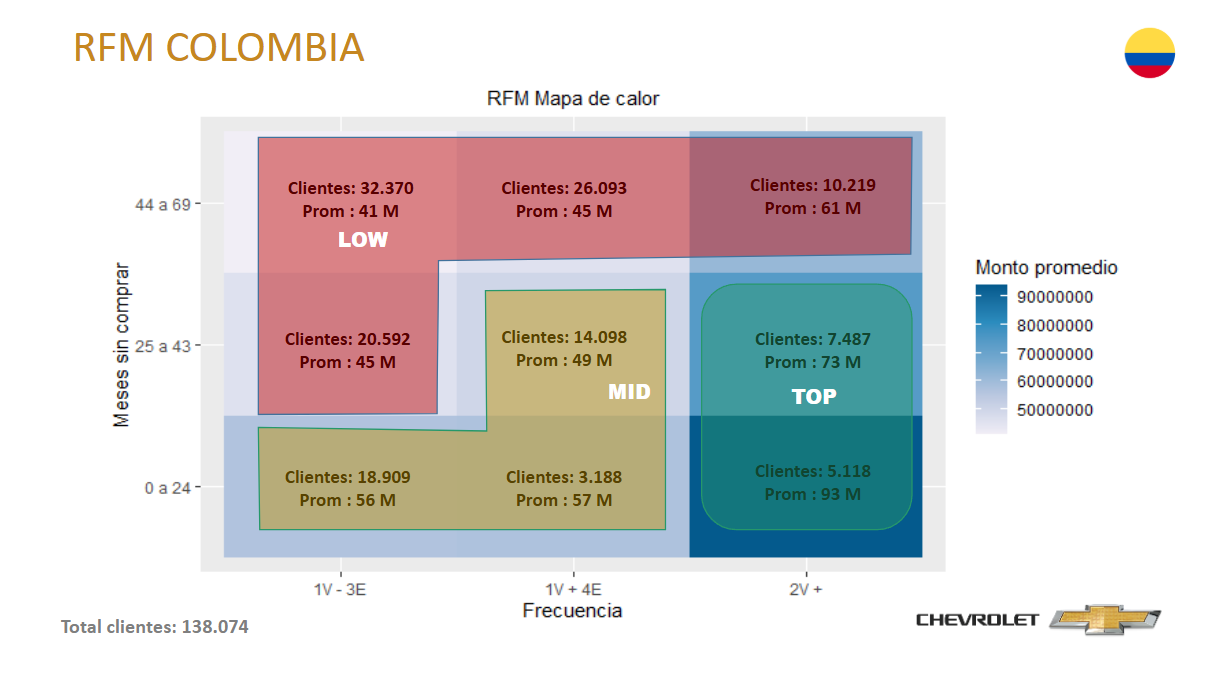 RFM COLOMBIA
RFM Mapa de calor
Meses sin comprar
44 a 69
Clientes: 32.370
Prom : 41 M
LOW
Clientes: 26.093
Prom : 45 M
Clientes: 10.219
Prom : 61 M
25 a 43
Clientes: 20.592
Prom : 45 M
Clientes: 14.098
Prom : 49 M
MID
Clientes: 7.487
Prom : 73 M
TOP
0 a 24
Clientes: 18.909
Prom : 56 M
Clientes: 3.188
Prom : 57 M
Clientes: 5.118
Prom : 93 M
1V - 3E
1V + 4E
2V +
Frecuencia
Monto promedio
90000000
80000000
70000000
60000000
50000000
Total clientes: 138.074
CHEVROLET